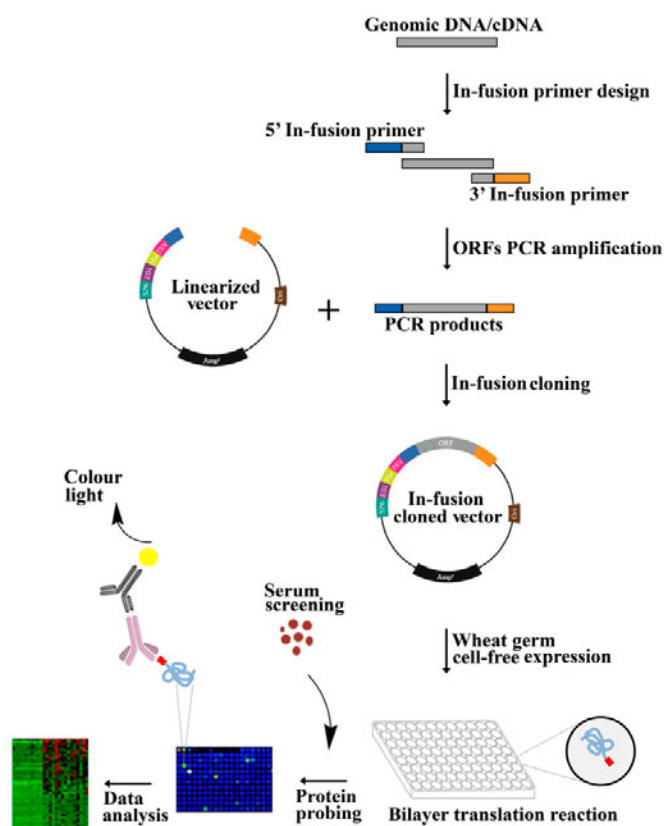 Genomic DNA/cDNA
In-fusion primer design
5' In-fusion primer
3' In-fusion primer
ORFs PCR amplification
Linearized
vector
+
PCR products
Amp^r
In-fusion cloning
ORF
In-fusion
cloned vector
Amp^r
Colour
light
Serum
screening
Wheat germ
cell-free expression
Data
analysis
Protein
probing
Bilayer translation reaction